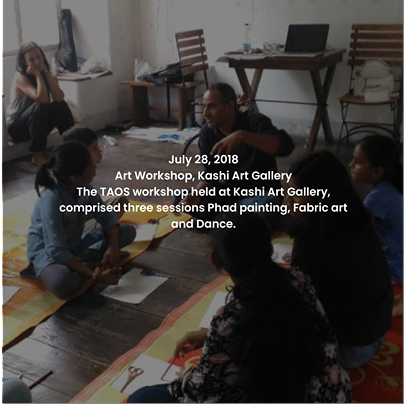 July 28, 2018
Art Workshop, Kashi Art Gallery
The TAOS workshop held at Kashi Art Gallery,
comprised three sessions Phad painting, Fabric art
and Dance.